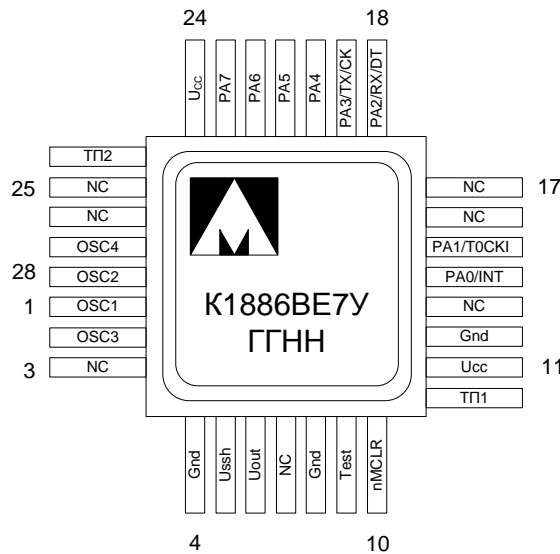 24
18
Ucc
PA7
PA6
PA5
PA4
PA3/TX/CK
PA2/RX/DT
ТП2
25
NC
NC
OSC4
28
OSC2
1
OSC1
OSC3
3
NC
К1886ВЕ7У
ГГНН
NC
17
NC
PA1/T0CKI
PA0/INT
NC
Gnd
Ucc
11
ТП1
Gnd
Ussh
Uout
NC
Gnd
Test
nMCLR
4
10